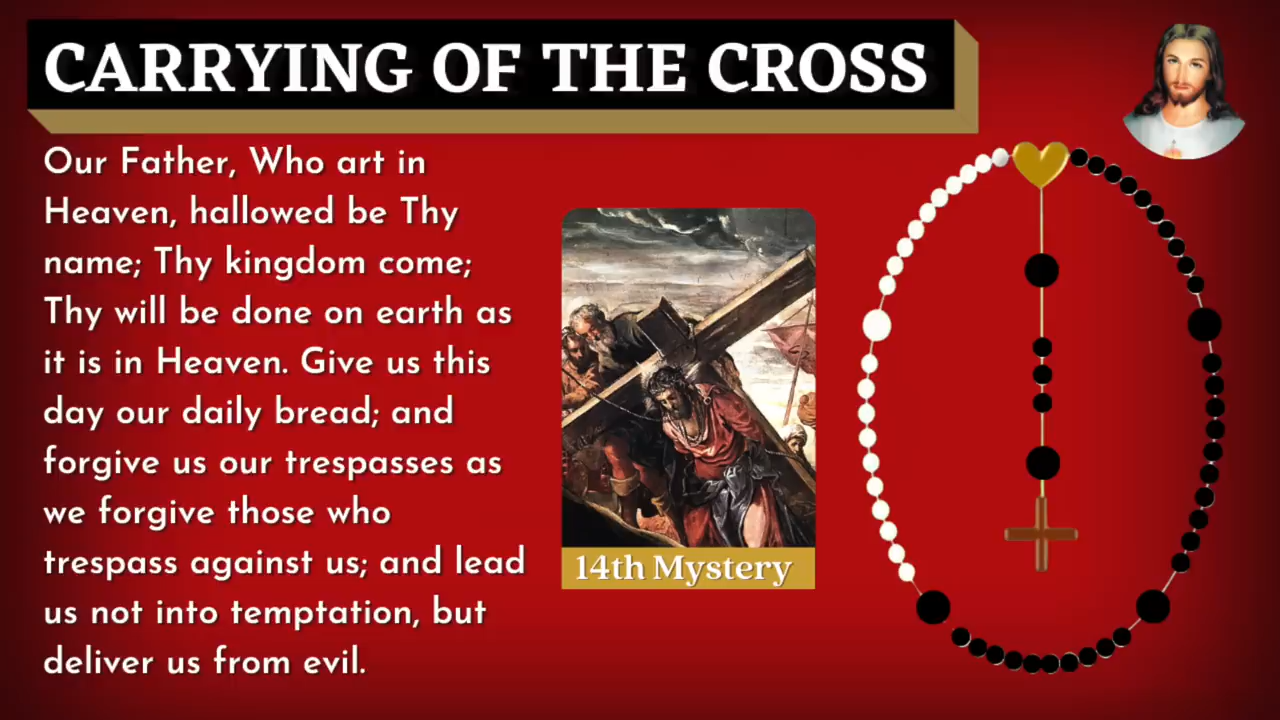 CARRYING OF THE CROSS
Our Father, Who art in
Heaven, hallowed be Thy
name; Thy kingdom come;
Thy will be done on earth as
it is in Heaven. Give us this
day our daily bread; and
forgive us our trespasses as
we forgive those who
trespass against us; and lead
us not into temptation, but
deliver us from evil.
14th Mystery